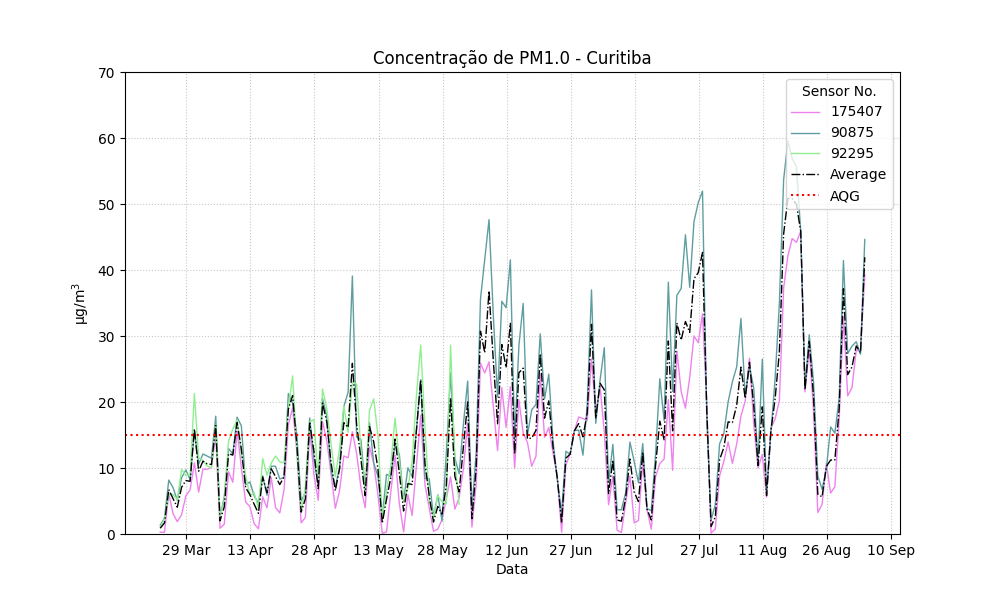 Concentração de PM1.0 - Curitiba
µg/m³
70
60
50
40
30
20
10
0
Sensor No.
175407
90875
92295
Average
AQG
29 Mar 13 Apr 28 Apr 13 May 28 May 12 Jun 27 Jun 12 Jul 27 Jul 11 Aug 26 Aug 10 Sep
Data